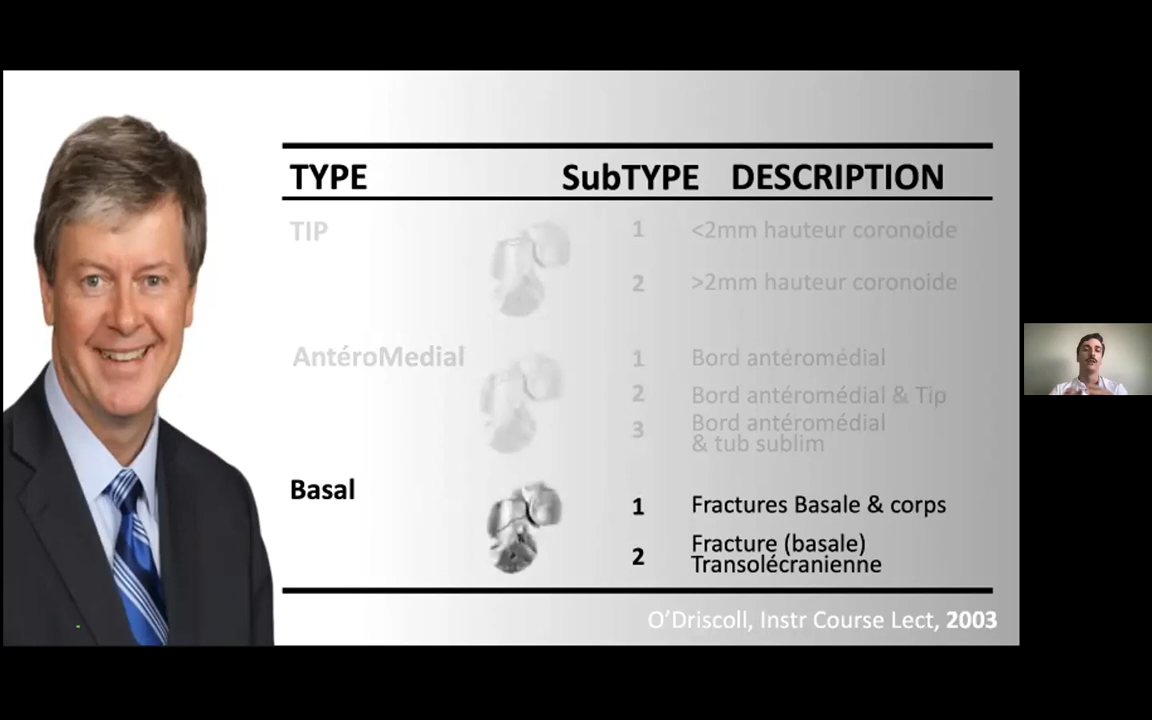 TYPE SubTYPE DESCRIPTION
TIP 1 <2mm hauteur coronoide
2 >2mm hauteur coronoide
AntéroMedial 1 Bord antéromédial
2 Bord antéromédial & Tip
3 Bord antéromédial
& tub sublim
Basal 1 Fractures Basale & corps
2 Fracture (basale)
Transolécranienne
O’Driscoll, Instr Course Lect, 2003